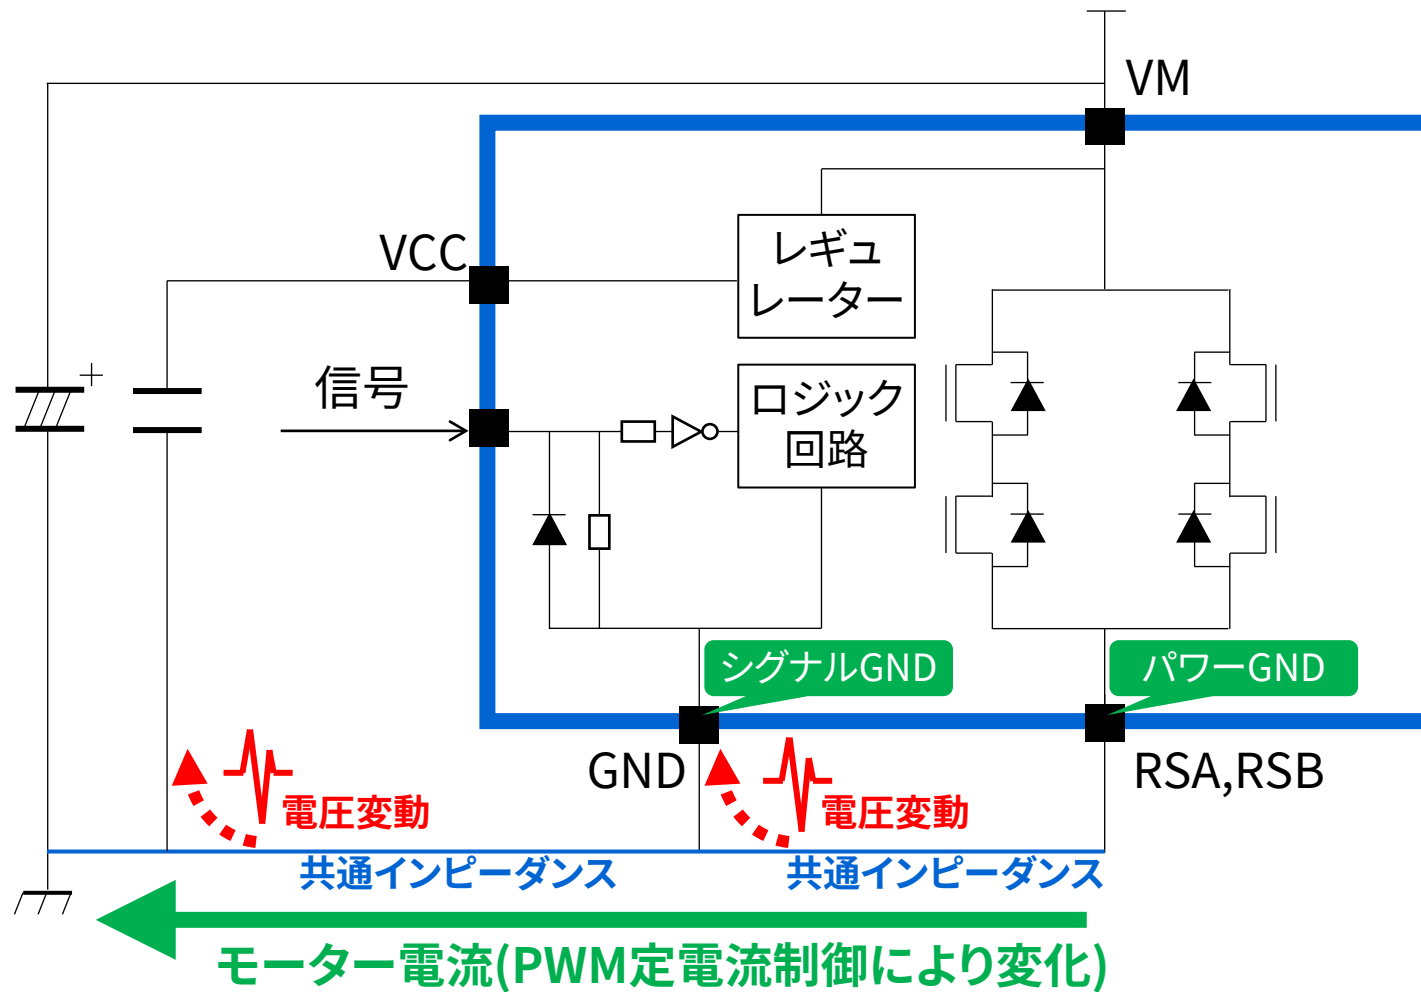 VM
VCC
レギュ
レーター
+
信号
ロジック
回路
シグナルGND
パワーGND
GND
RSA,RSB
電圧変動
電圧変動
共通インピーダンス
共通インピーダンス
モーター電流(PWM定電流制御により変化)